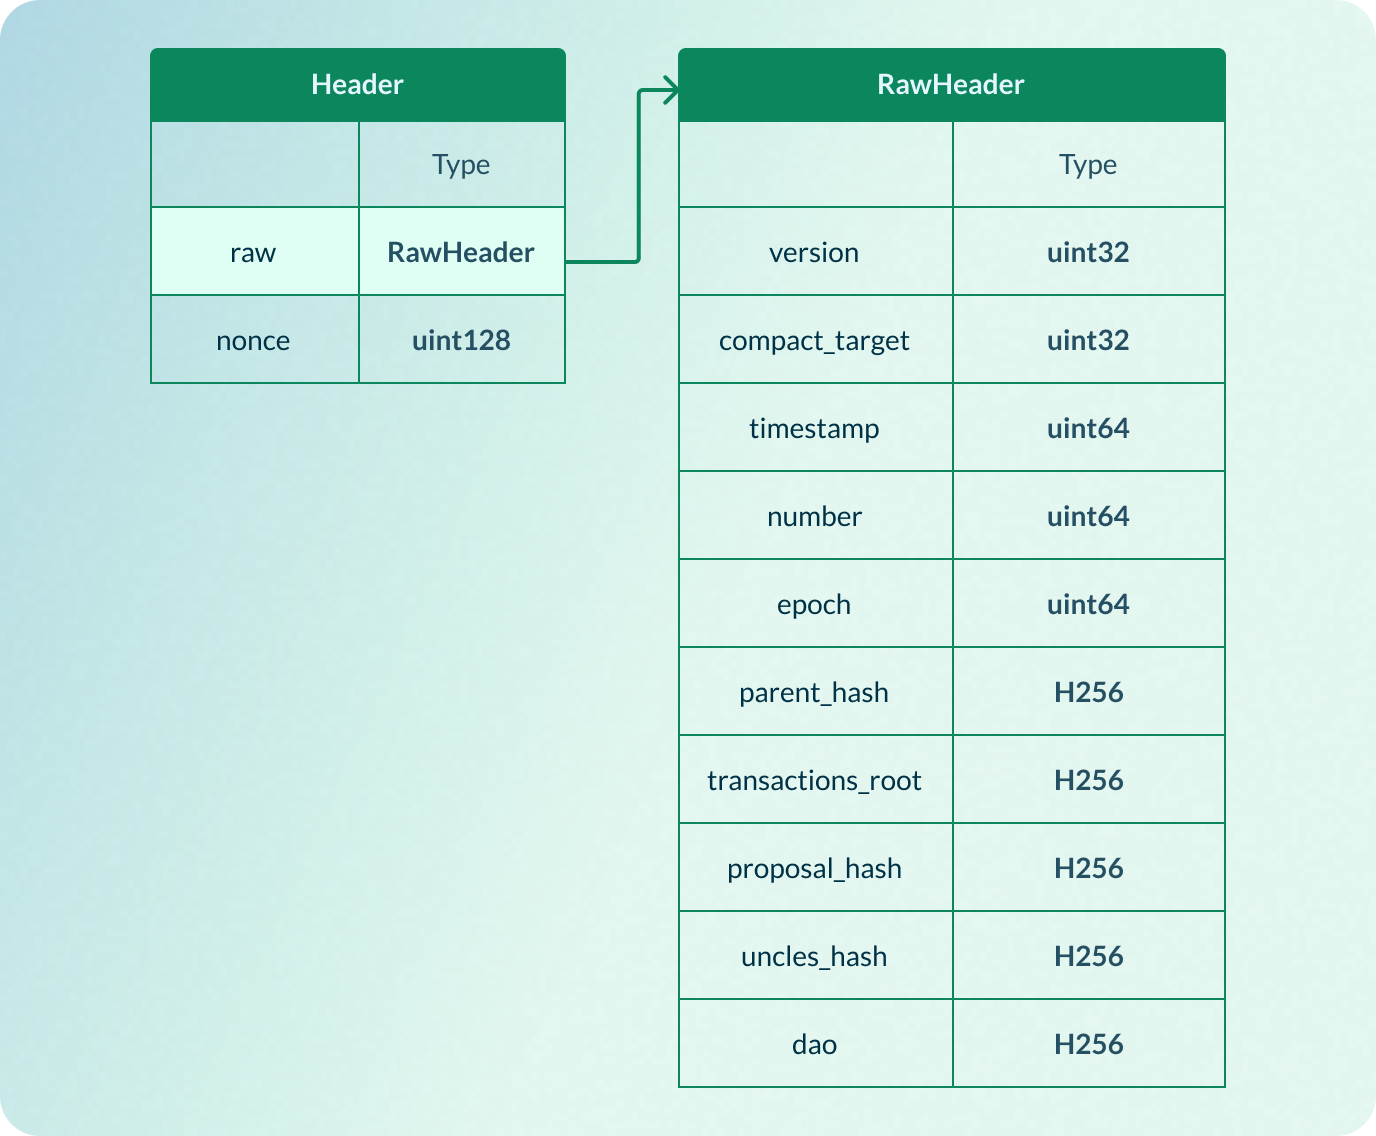 Header
Type
raw RawHeader
nonce uint128
RawHeader
Type
version uint32
compact_target uint32
timestamp uint64
number uint64
epoch uint64
parent_hash H256
transactions_root H256
proposal_hash H256
uncles_hash H256
dao H256